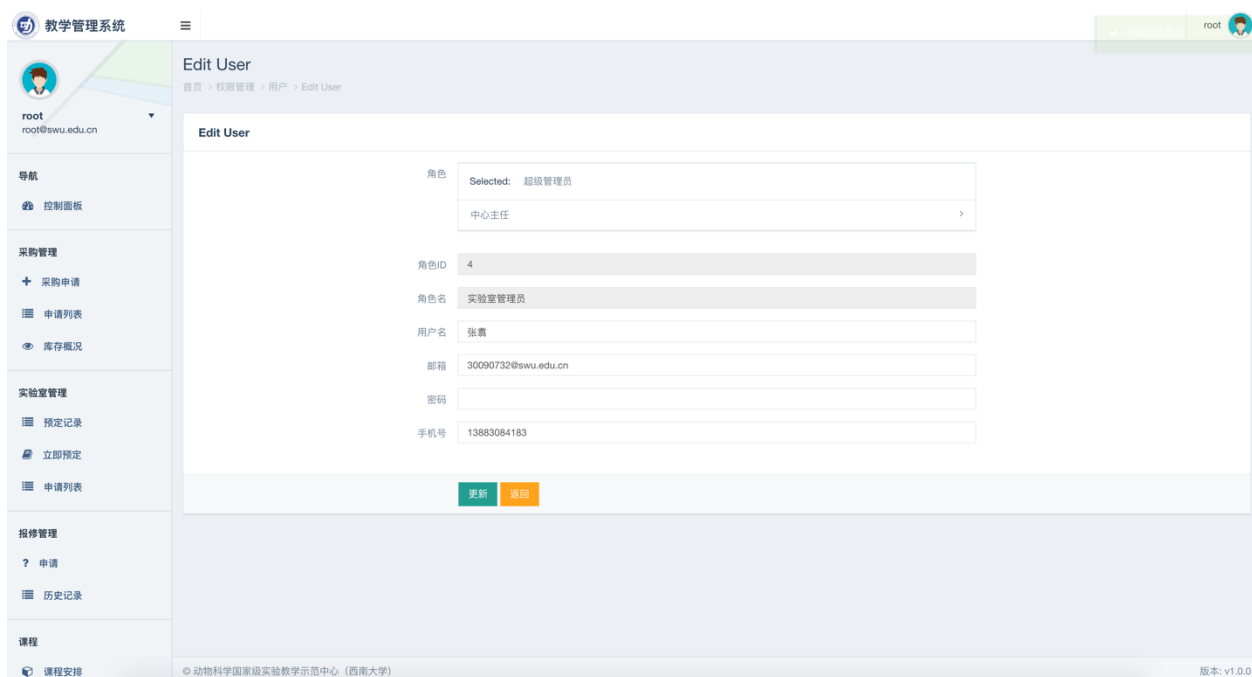 教学管理系统
root
root
root@swu.edu.cn
导航
控制面板
采购管理
采购申请
申请列表
库存概况
实验室管理
预定记录
立即预定
申请列表
报修管理
申请
历史记录
课程
课程安排
Edit User
首页 > 权限管理 > 用户 > Edit User
Edit User
角色
Selected: 超级管理员
中心主任
角色ID 4
角色名 实验室管理员
用户名 张翥
邮箱 30090732@swu.edu.cn
密码
手机号 13883084183
更新 返回
© 动物科学国家级实验教学示范中心（西南大学）
版本: v1.0.0